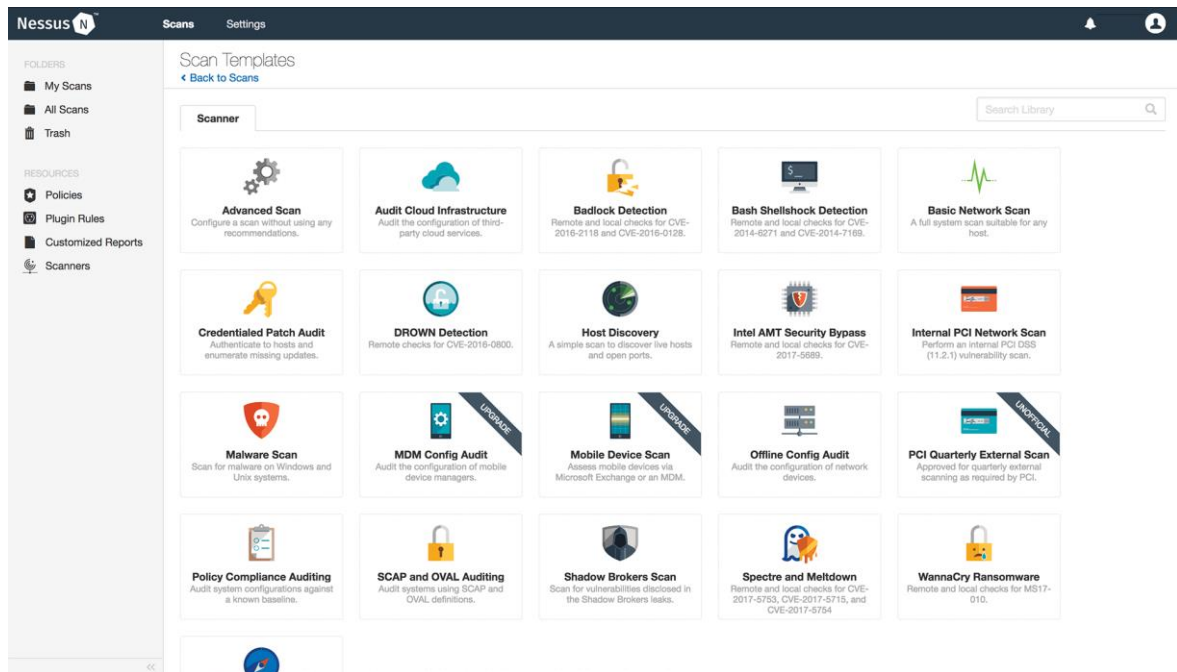 Nessus N
Scans Settings
FOLDERS
My Scans
All Scans
Trash
RESOURCES
Policies
Plugin Rules
Customized Reports
Scanners
Scan Templates
Back to Scans
Scanner
Search Library
Advanced Scan
Configure a scan without using any
recommendations.
Audit Cloud Infrastructure
Audit the configuration of third-
party cloud services.
Badlock Detection
Remote and local checks for CVE-
2016-2118 and CVE-2016-0128.
Bash Shellshock Detection
Remote and local checks for CVE-
2014-6271 and CVE-2014-7169.
Basic Network Scan
A full system scan suitable for any
host.
Credentialed Patch Audit
Authenticate to hosts and
enumerate missing updates.
DROWN Detection
Remote checks for CVE-2016-0800.
Host Discovery
A simple scan to discover live hosts
and open ports.
Intel AMT Security Bypass
Remote and local checks for CVE-
2017-5689.
Internal PCI Network Scan
Perform an internal PCI DSS
(11.2.1) vulnerability scan.
Malware Scan
Scan for malware on Windows and
Unix systems.
UPGRADE
MDM Config Audit
Audit the configuration of mobile
device managers.
UPGRADE
Mobile Device Scan
Assess mobile devices via
Microsoft Exchange or an MDM.
Offline Config Audit
Audit the configuration of network
devices.
UNOFFICIAL
PCI Quarterly External Scan
Approved for quarterly external
scanning as required by PCI.
Policy Compliance Auditing
Audit system configurations against
a known baseline.
SCAP and OVAL Auditing
Audit systems using SCAP and
OVAL definitions.
Shadow Brokers Scan
Scan for vulnerabilities disclosed in
the Shadow Brokers leaks.
Spectre and Meltdown
Remote and local checks for CVE-
2017-5753, CVE-2017-5715, and
CVE-2017-5754
WannaCry Ransomware
Remote and local checks for MS17-
010.